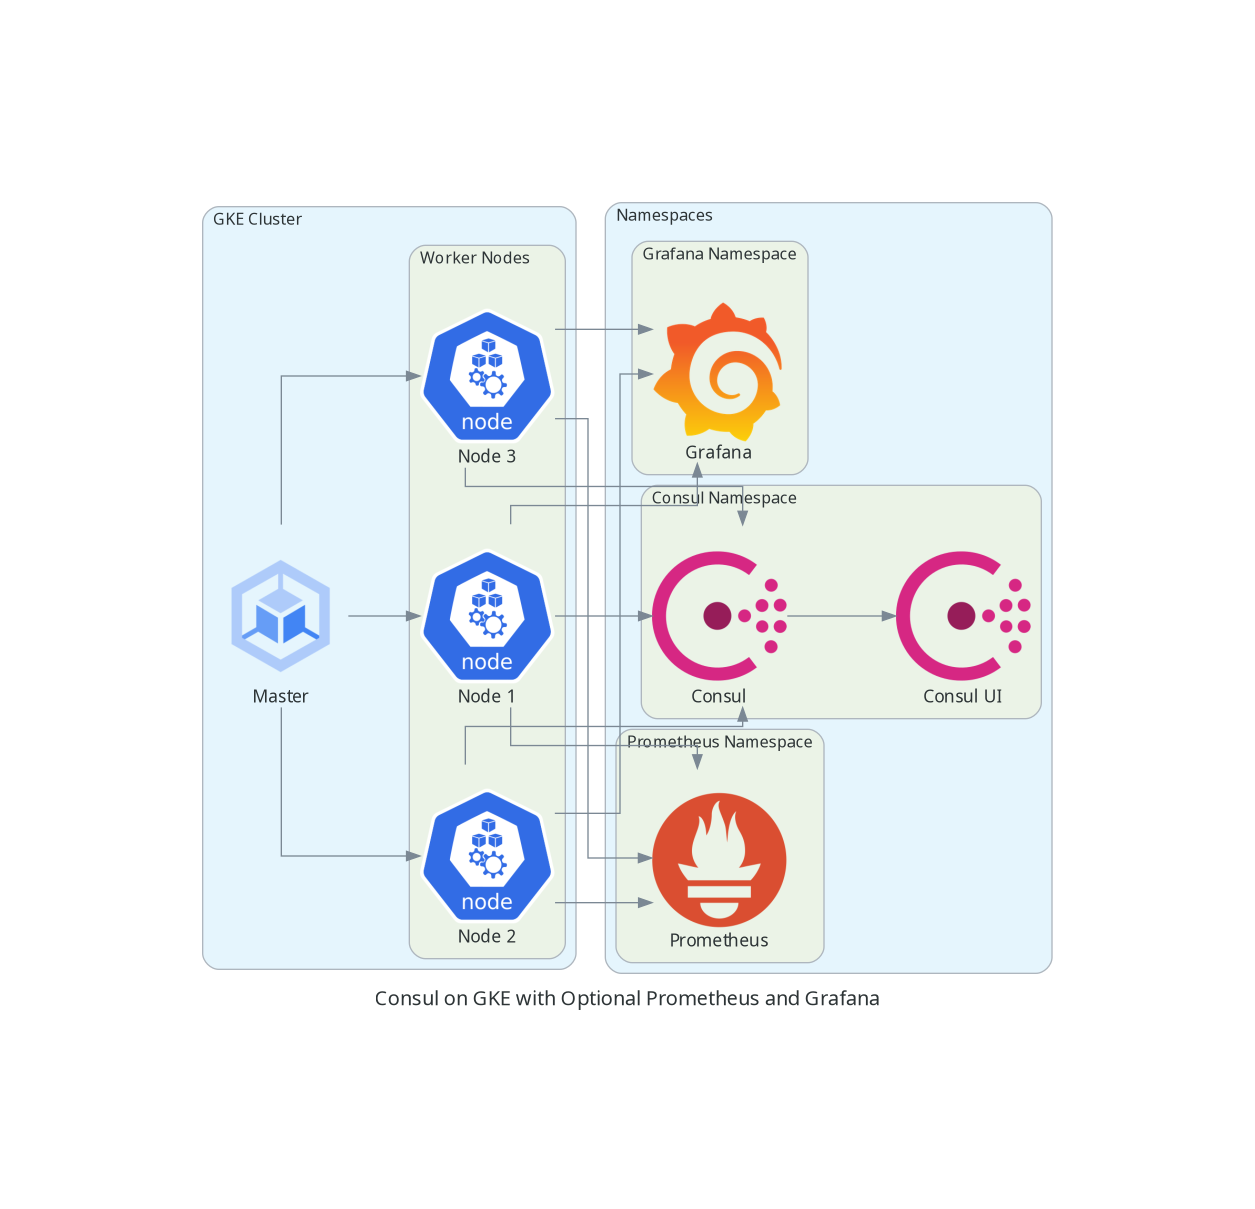 GKE Cluster
Namespaces
Worker Nodes
Grafana Namespace
node
Node 3
Grafana
Consul Namespace
node
Master
Node 1
Consul
Consul UI
Prometheus Namespace
node
Node 2
Prometheus
Consul on GKE with Optional Prometheus and Grafana